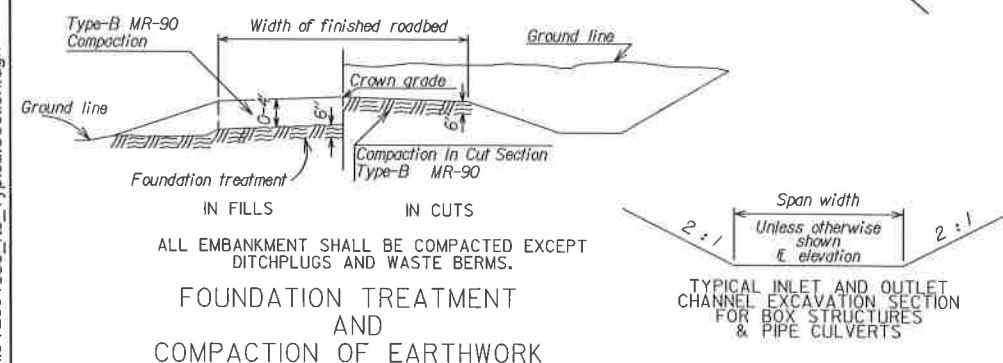 Type-B MR-90
Compaction
Width of finished roadbed
Ground line
Crown grade
Ground line
0-4'
6"
6"
Compaction In Cut Section
Type-B MR-90
Foundation treatment
IN FILLS
IN CUTS
ALL EMBANKMENT SHALL BE COMPACTED EXCEPT
DITCHPLUGS AND WASTE BERMS.
FOUNDATION TREATMENT
AND
COMPACTION OF EARTHWORK
Span width
2 : 1
Unless otherwise
shown
℄ elevation
2 : 1
TYPICAL INLET AND OUTLET
CHANNEL EXCAVATION SECTION
FOR BOX STRUCTURES
& PIPE CULVERTS